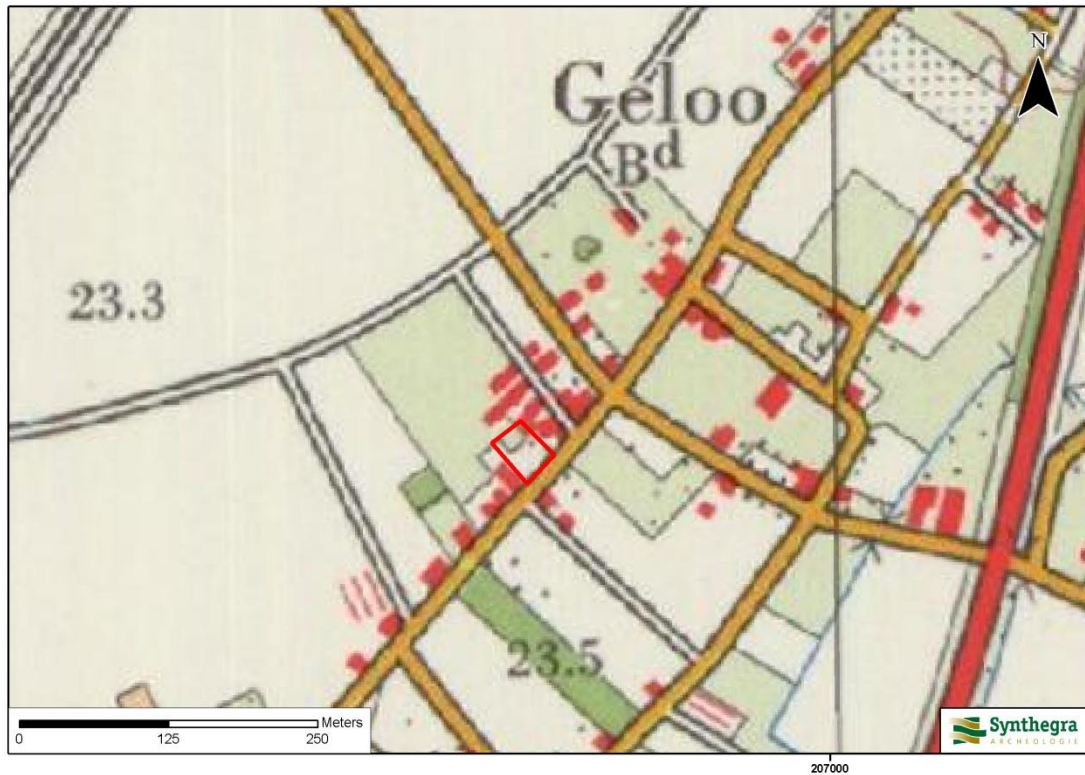 N
Geloo
Bd
23.3
23.5
Meters
0 125 250
Synthegra
ARCHEOLOGIE
207000